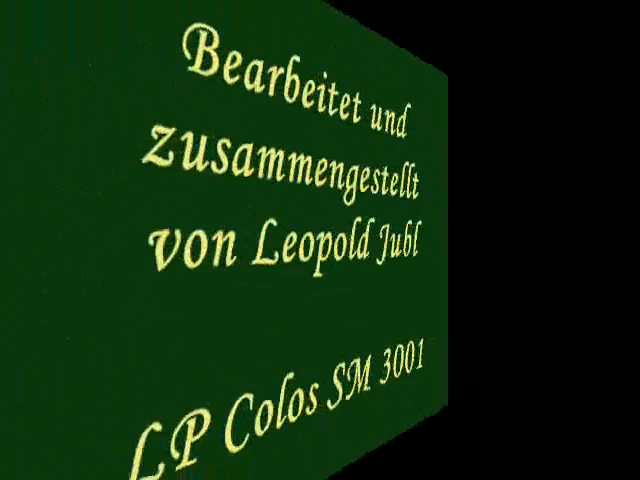 Bearbeitet und
zusammengestellt
von Leopold Jubl
LP Colos SM 3001